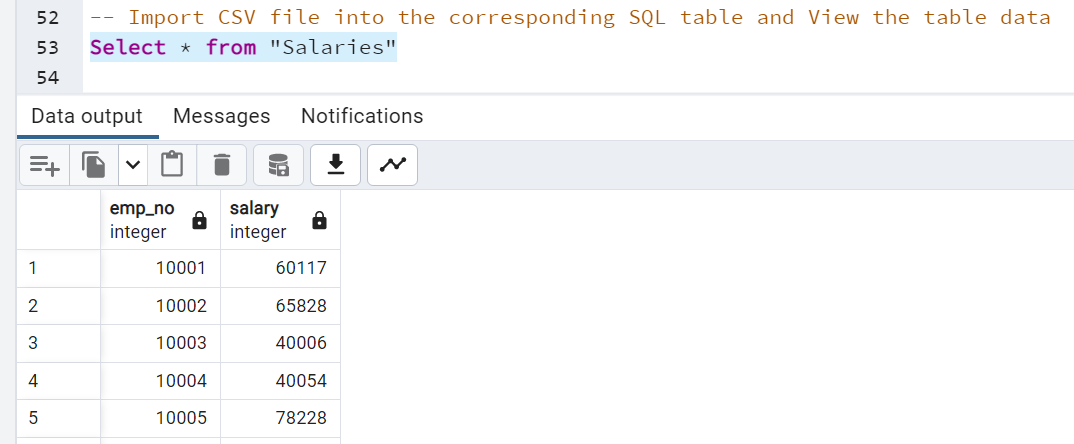 52 -- Import CSV file into the corresponding SQL table and View the table data
53 Select * from "Salaries"
54
Data output Messages Notifications
emp_no salary
integer integer
1 10001 60117
2 10002 65828
3 10003 40006
4 10004 40054
5 10005 78228